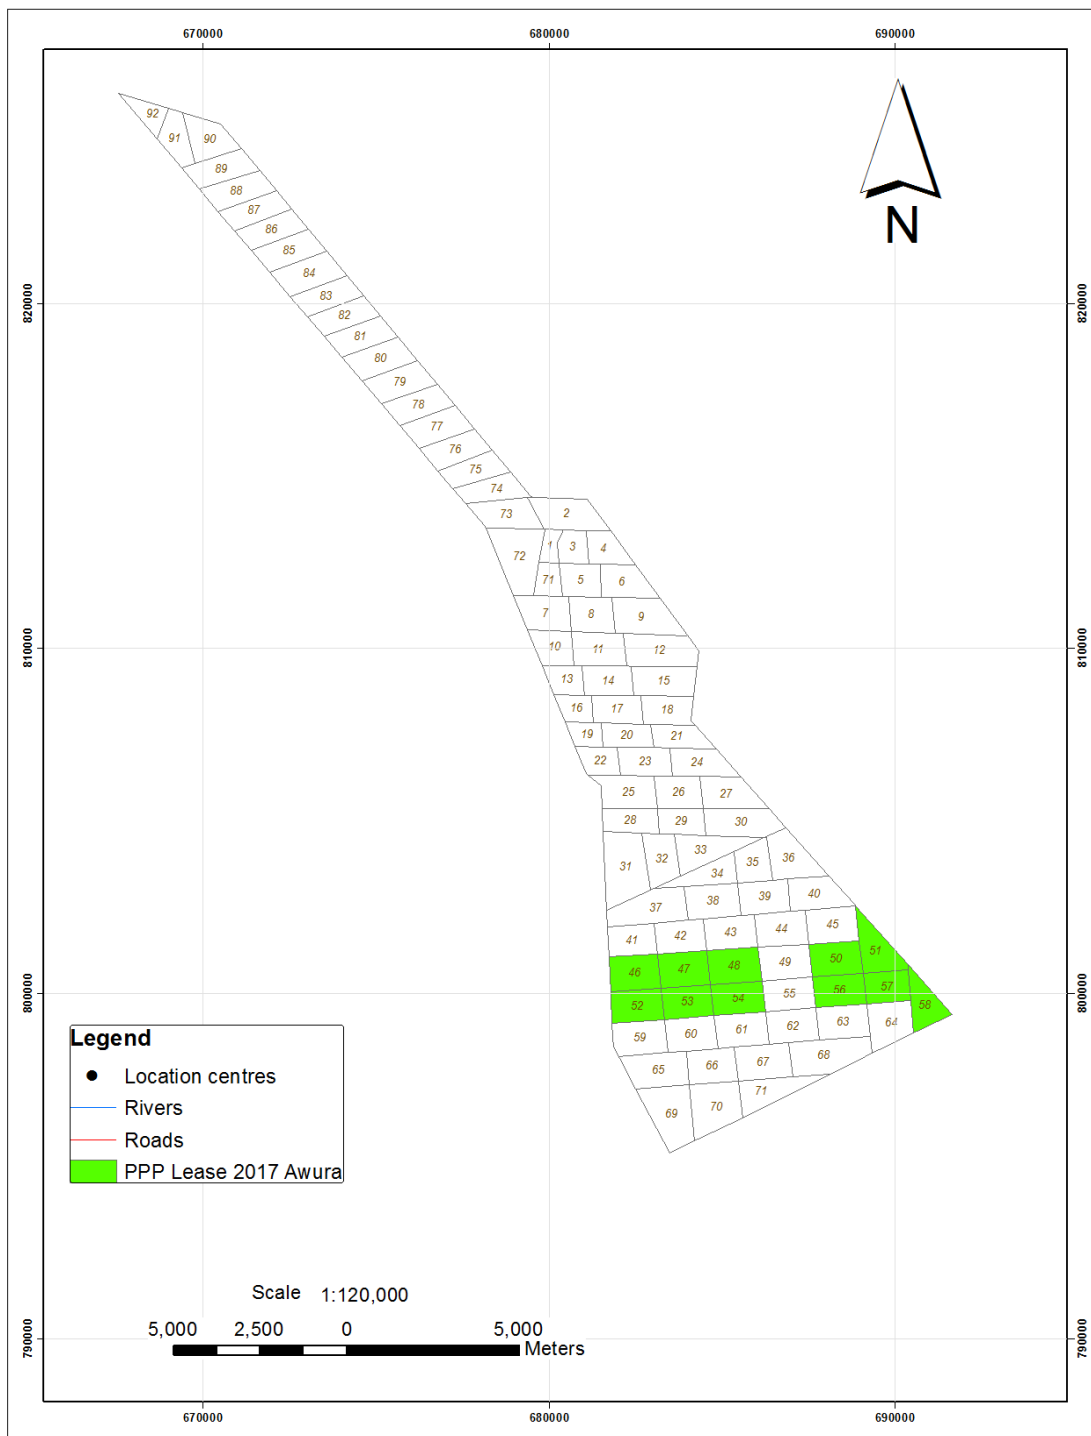 670000 680000 690000
92
91 90
89
88
87
86
85
84
83
820000 820000
82
81
80
79
78
77
76
75
74
73 2
72 1 3 4
71 5 6
7 8 9
10 11 12
810000 810000
13 14 15
16 17 18
19 20 21
22 23 24
25 26 27
28 29 30
31 32 33
34 35 36
37 38 39 40
41 42 43 44 45
46 47 48 49 50 51
800000 800000
52 53 54 55 56 57 58
59 60 61 62 63 64
65 66 67 68
69 70 71
N
Legend
Location centres
Rivers
Roads
PPP Lease 2017 Awura
Scale 1:120,000
5,000 2,500 0 5,000
Meters
790000 790000
670000 680000 690000